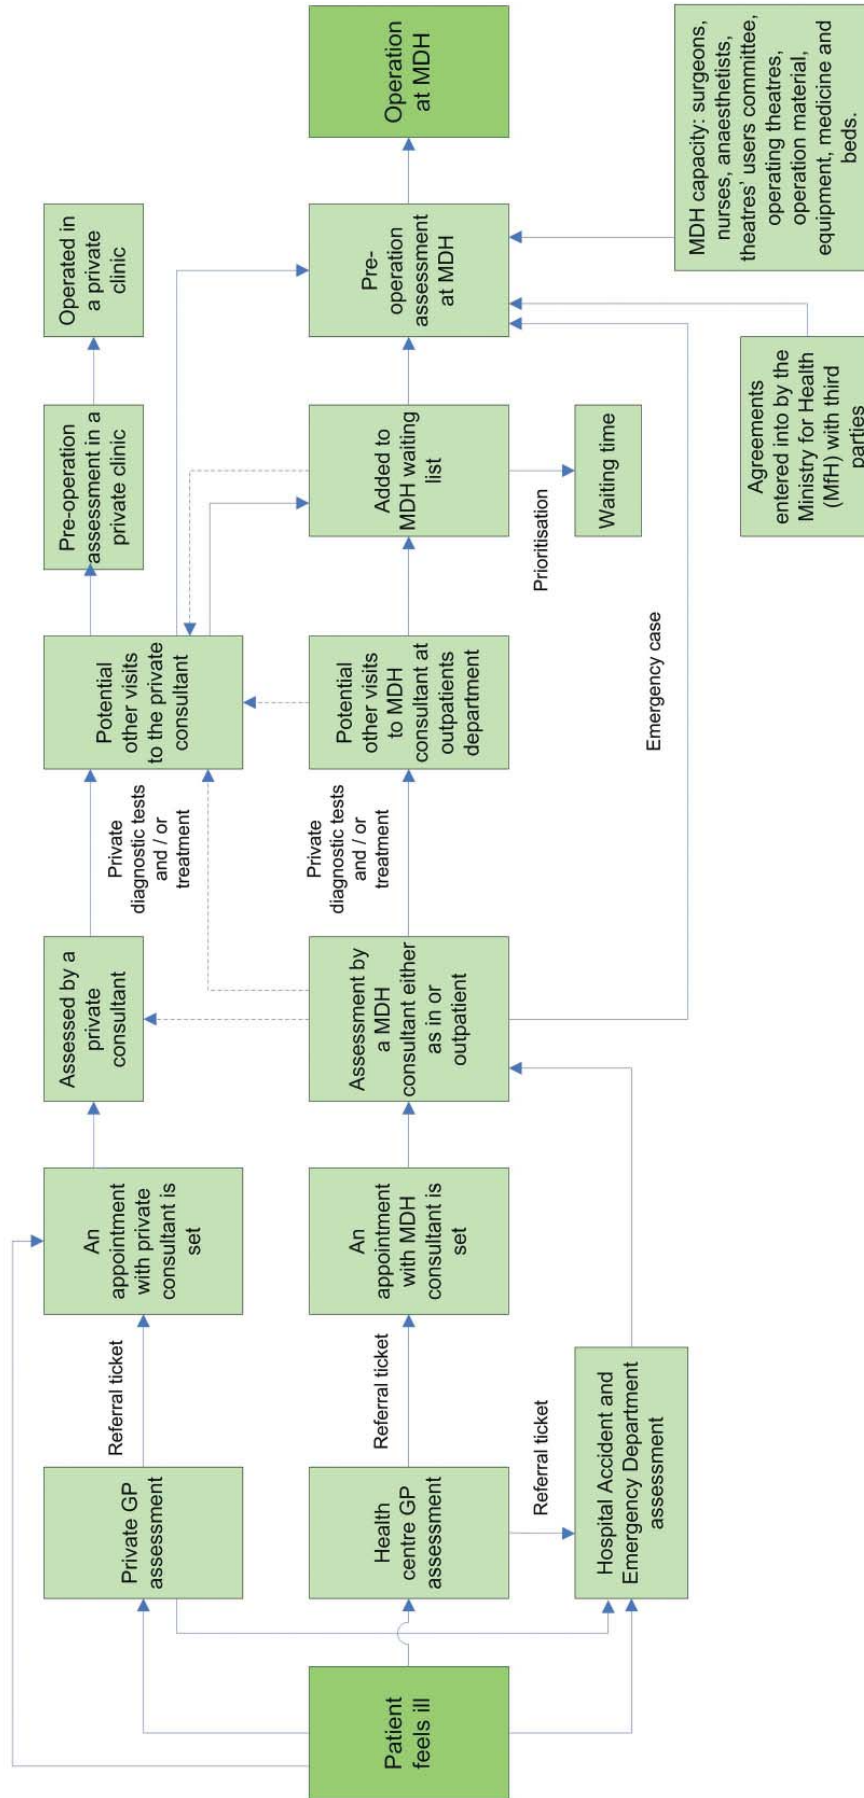 Patient
feels ill
Private GP
assessment
Referral ticket
An
appointment
with private
consultant is
set
Assessed by a
private
consultant
Private
diagnostic tests
and / or
treatment
Potential
other visits
to the private
consultant
Pre-operation
assessment in a
private clinic
Operated in
a private
clinic
Health
centre GP
assessment
Referral ticket
An
appointment
with MDH
consultant is
set
Assessment by
a MDH
consultant either
as in or
outpatient
Private
diagnostic tests
and / or
treatment
Potential
other visits
to MDH
consultant at
outpatients
department
Added to
MDH waiting
list
Pre-
operation
assessment
at MDH
Operation
at MDH
Referral ticket
Hospital Accident and
Emergency Department
assessment
Prioritisation
Waiting time
Emergency case
Agreements
entered into by the
Ministry for Health
(MfH) with third
parties
MDH capacity: surgeons,
nurses, anaesthetists,
theatres' users committee,
operating theatres,
operation material,
equipment, medicine and
beds.